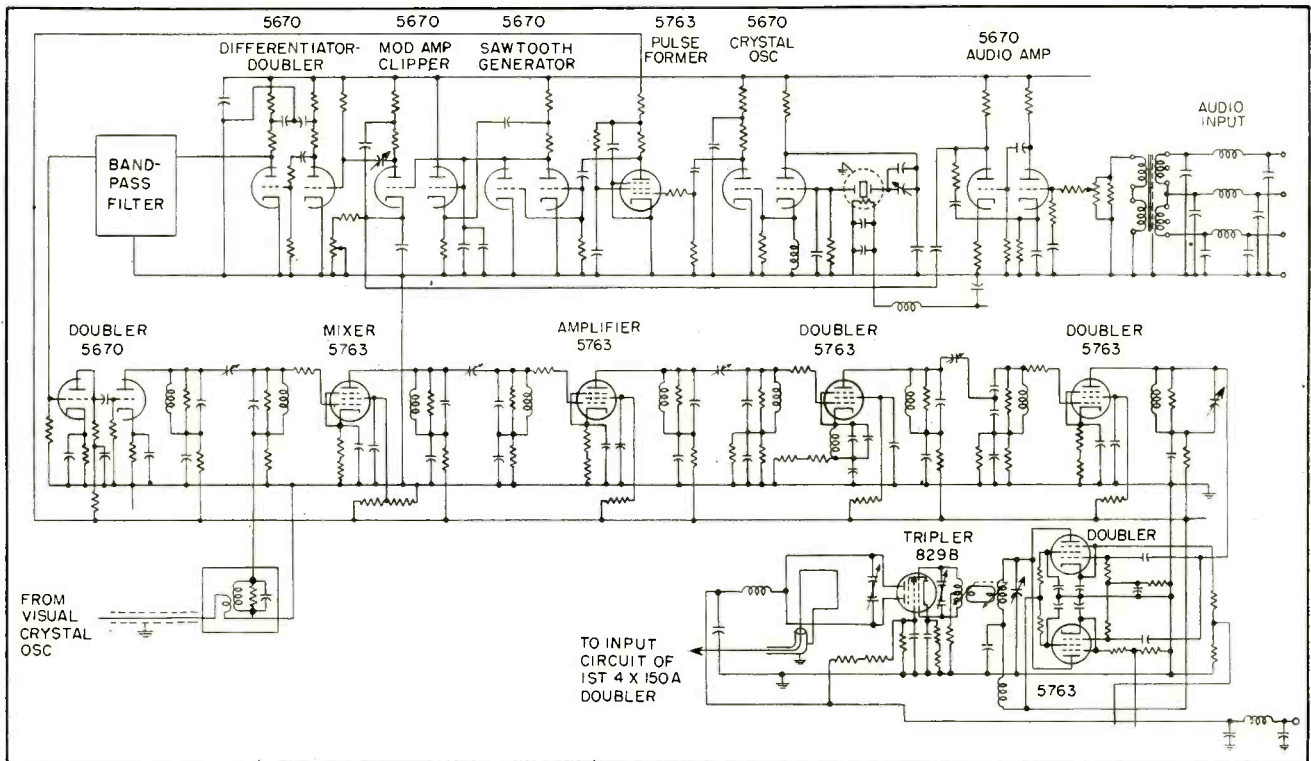 5670
DIFFERENTIATOR-
DOUBLER
5670
MOD AMP
CLIPPER
5670
SAWTOOTH
GENERATOR
5763
PULSE
FORMER
5670
CRYSTAL
OSC
5670
AUDIO AMP
AUDIO
INPUT
BAND-
PASS
FILTER
DOUBLER
5670
MIXER
5763
AMPLIFIER
5763
DOUBLER
5763
DOUBLER
5763
FROM
VISUAL
CRYSTAL
OSC
TO INPUT
CIRCUIT OF
1ST 4 X 150A
DOUBLER
TRIPLER
829B
DOUBLER
5763